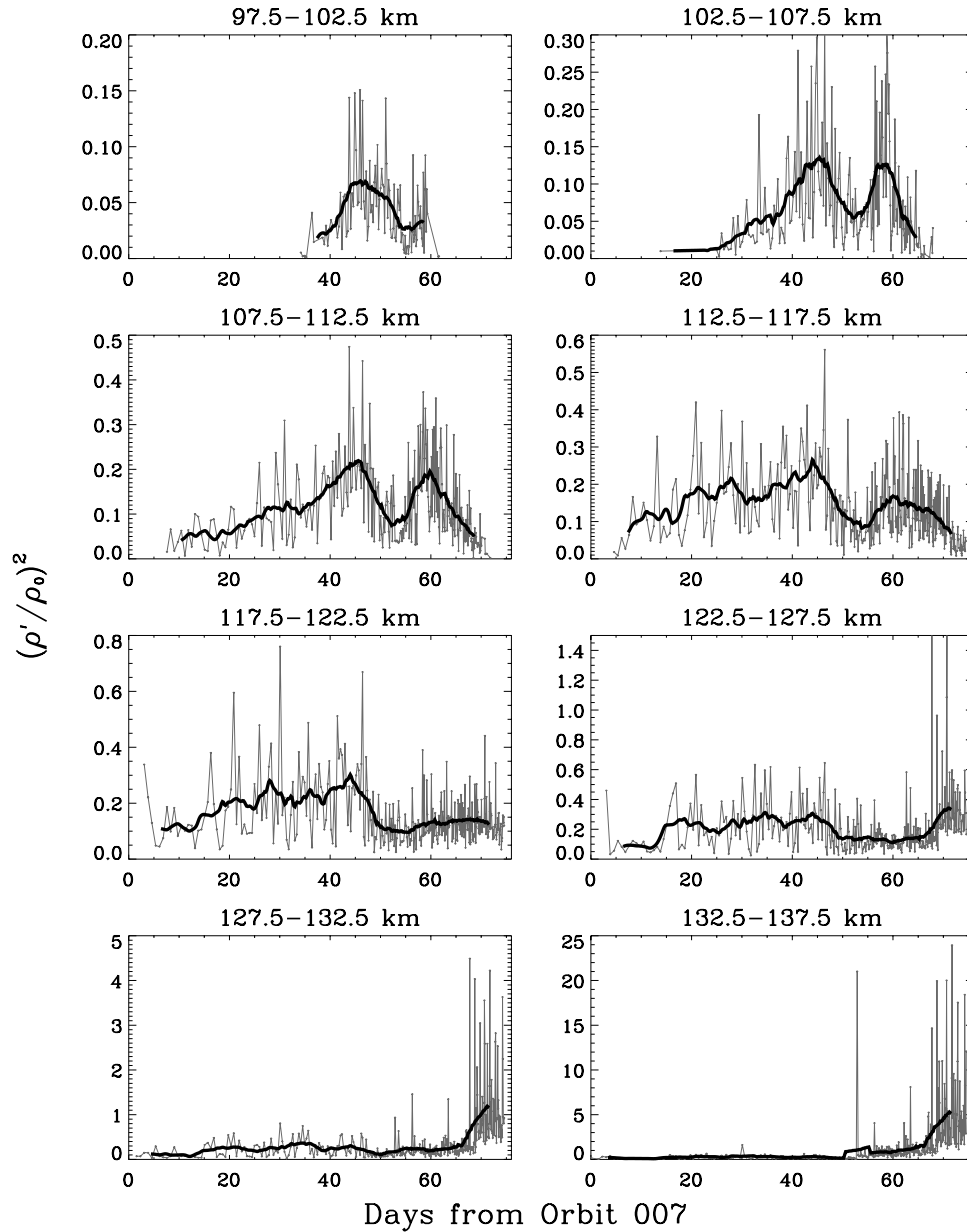 97.5−102.5 km
102.5−107.5 km
0.20
0.15
0.10
0.05
0.00
0 20 40 60
0.30
0.25
0.20
0.15
0.10
0.05
0.00
0 20 40 60
107.5−112.5 km
112.5−117.5 km
0.5
0.4
0.3
0.2
0.1
0.0
0 20 40 60
0.6
0.5
0.4
0.3
0.2
0.1
0.0
0 20 40 60
(ρ'/ρ₀)²
117.5−122.5 km
122.5−127.5 km
0.8
0.6
0.4
0.2
0.0
0 20 40 60
1.4
1.2
1.0
0.8
0.6
0.4
0.2
0.0
0 20 40 60
127.5−132.5 km
132.5−137.5 km
5
4
3
2
1
0
0 20 40 60
25
20
15
10
5
0
0 20 40 60
Days from Orbit 007